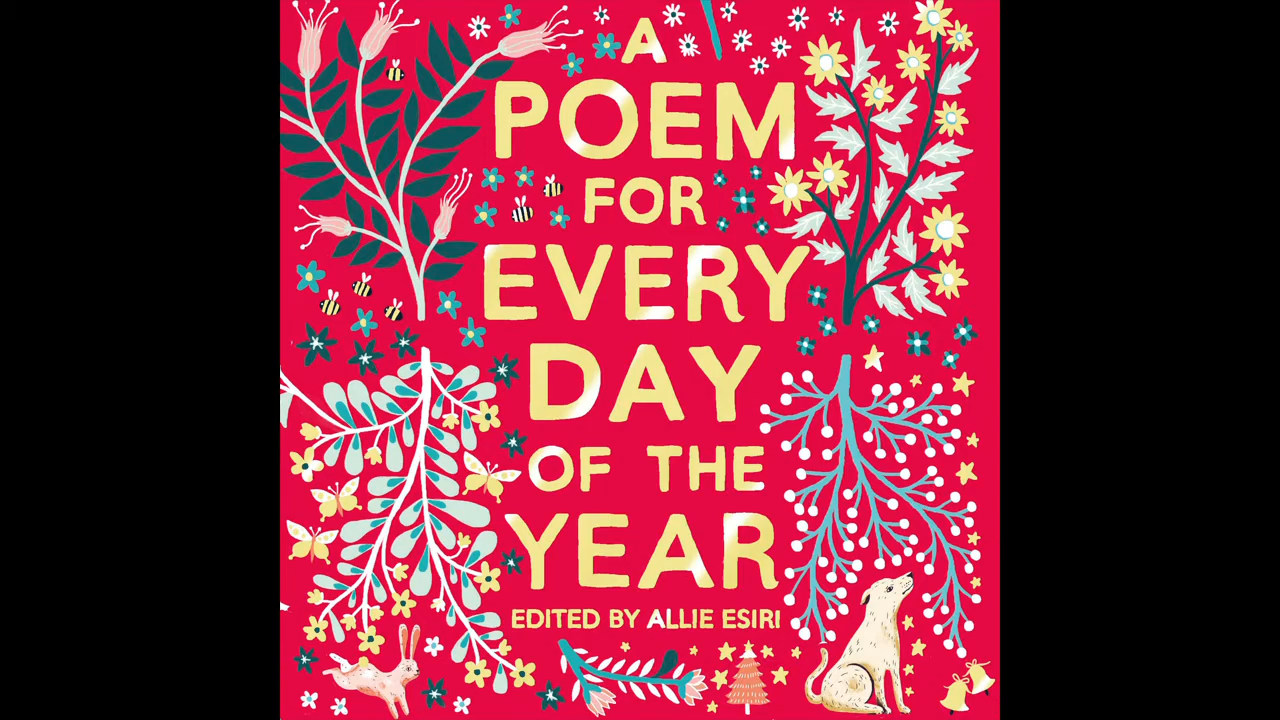 A
POEM
FOR
EVERY
DAY
OF THE
YEAR
EDITED BY ALLIE ESIRI